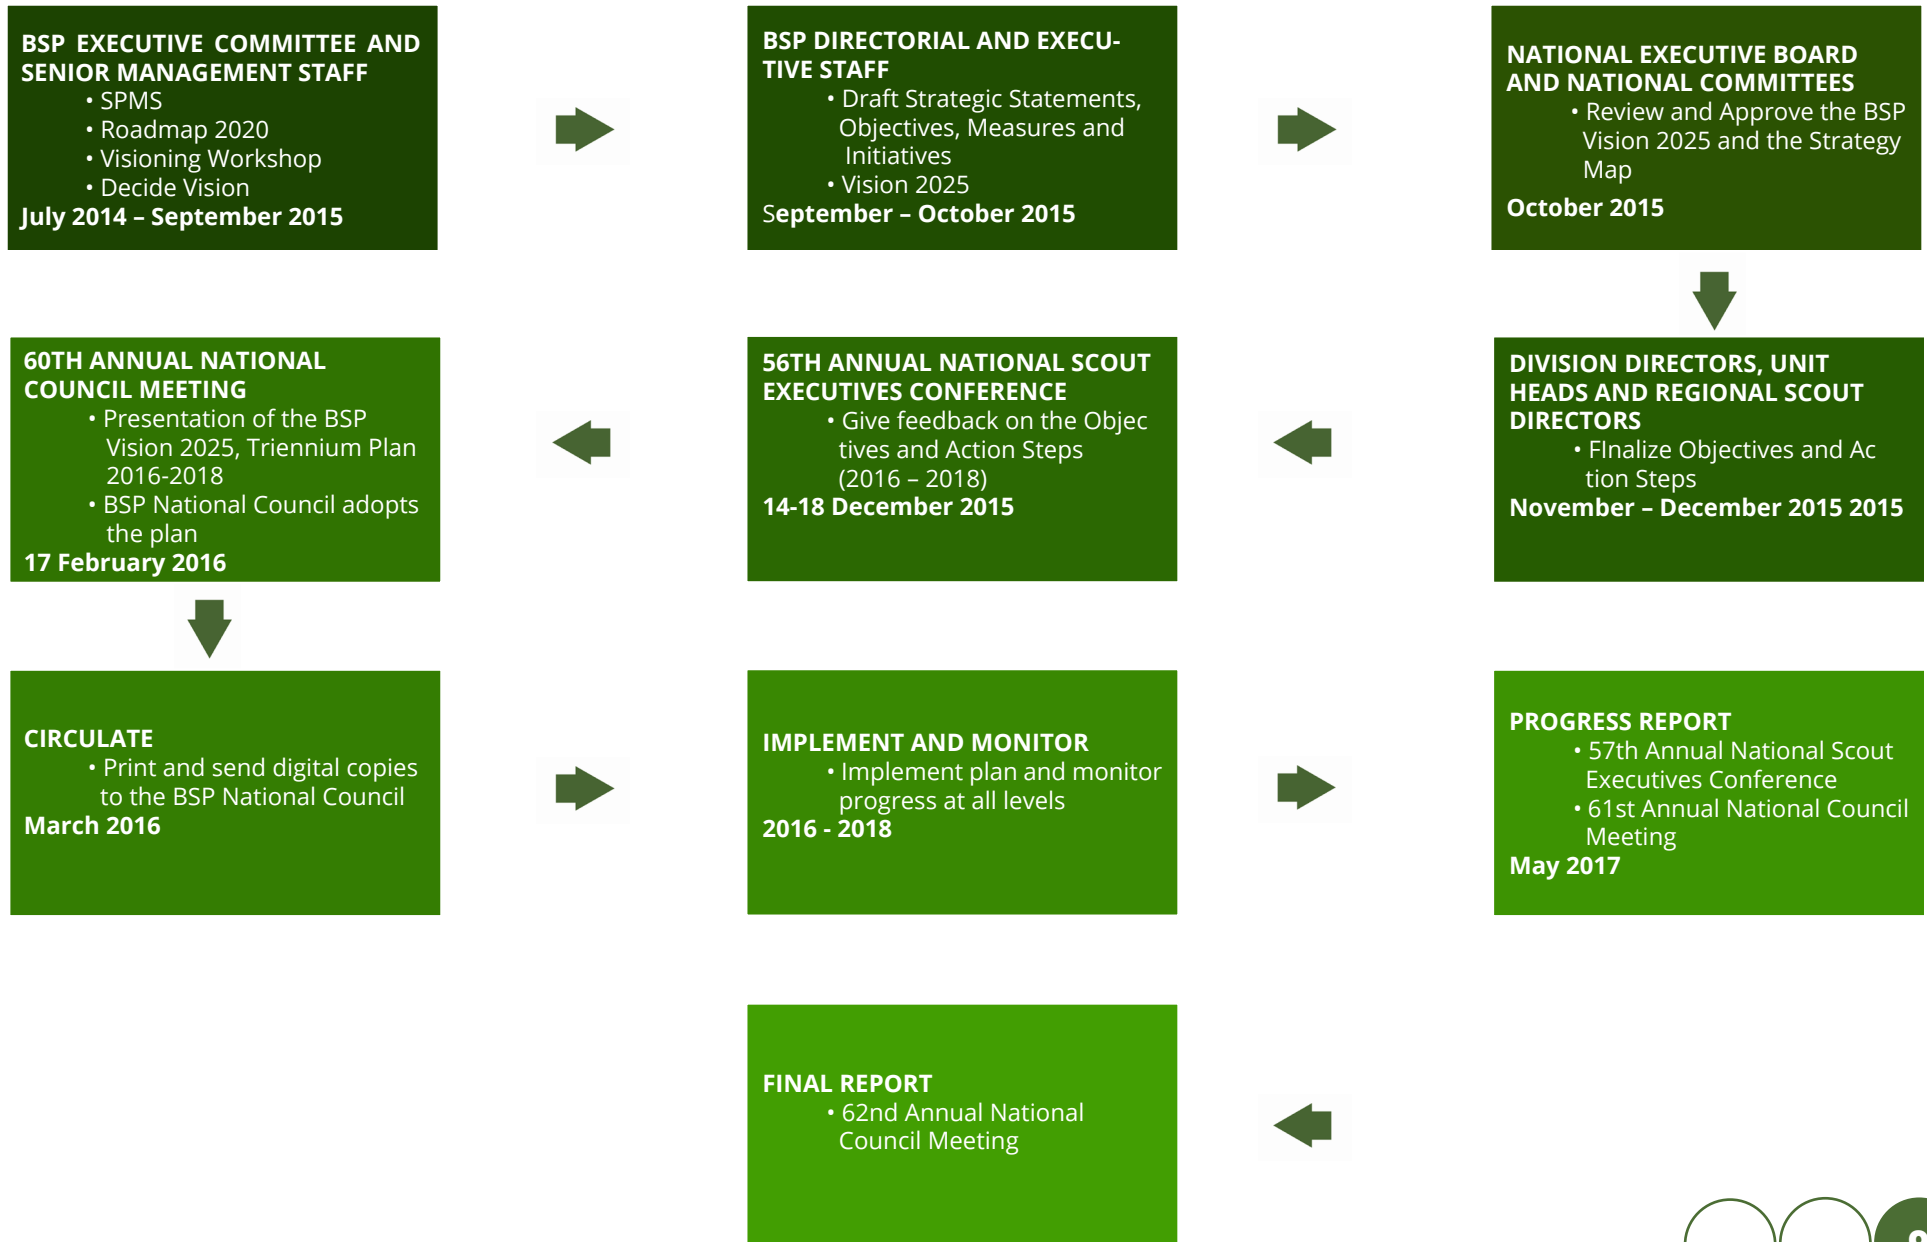 BSP EXECUTIVE COMMITTEE AND
SENIOR MANAGEMENT STAFF
• SPMS
• Roadmap 2020
• Visioning Workshop
• Decide Vision
July 2014 – September 2015
BSP DIRECTORIAL AND EXECU-
TIVE STAFF
• Draft Strategic Statements,
Objectives, Measures and
Initiatives
• Vision 2025
September – October 2015
NATIONAL EXECUTIVE BOARD
AND NATIONAL COMMITTEES
• Review and Approve the BSP
Vision 2025 and the Strategy
Map
October 2015
DIVISION DIRECTORS, UNIT
HEADS AND REGIONAL SCOUT
DIRECTORS
• FInalize Objectives and Ac
tion Steps
November – December 2015 2015
56TH ANNUAL NATIONAL SCOUT
EXECUTIVES CONFERENCE
• Give feedback on the Objec
tives and Action Steps
(2016 – 2018)
14-18 December 2015
60TH ANNUAL NATIONAL
COUNCIL MEETING
• Presentation of the BSP
Vision 2025, Triennium Plan
2016-2018
• BSP National Council adopts
the plan
17 February 2016
CIRCULATE
• Print and send digital copies
to the BSP National Council
March 2016
IMPLEMENT AND MONITOR
• Implement plan and monitor
progress at all levels
2016 - 2018
PROGRESS REPORT
• 57th Annual National Scout
Executives Conference
• 61st Annual National Council
Meeting
May 2017
FINAL REPORT
• 62nd Annual National
Council Meeting